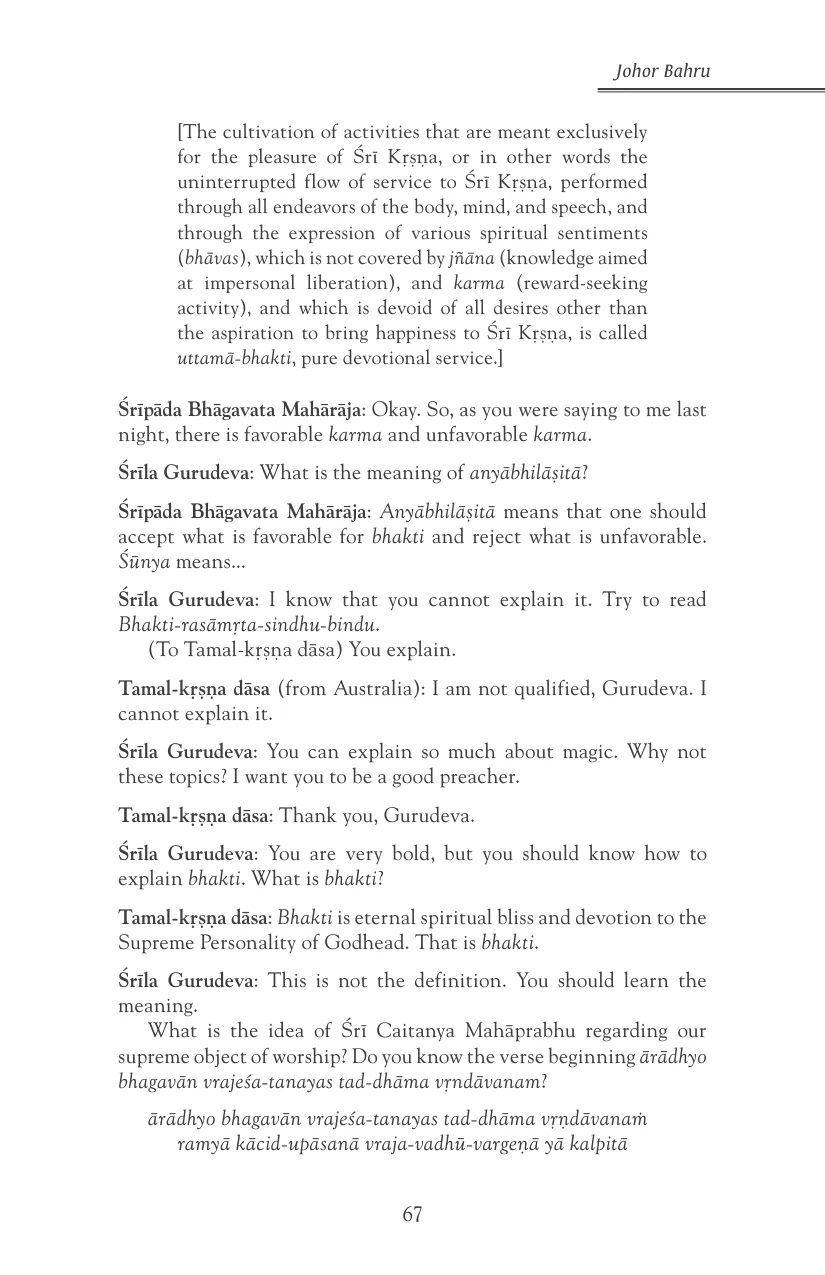 Johor Bahru
[The cultivation of activities that are meant exclusively
for the pleasure of Śrī Kṛṣṇa, or in other words the
uninterrupted flow of service to Śrī Kṛṣṇa, performed
through all endeavors of the body, mind, and speech, and
through the expression of various spiritual sentiments
(bhāvas), which is not covered by jñāna (knowledge aimed
at impersonal liberation), and karma (reward-seeking
activity), and which is devoid of all desires other than
the aspiration to bring happiness to Śrī Kṛṣṇa, is called
uttamā-bhakti, pure devotional service.]
Śrīpāda Bhāgavata Mahārāja: Okay. So, as you were saying to me last
night, there is favorable karma and unfavorable karma.
Śrīla Gurudeva: What is the meaning of anyābhilāṣitā?
Śrīpāda Bhāgavata Mahārāja: Anyābhilāṣitā means that one should
accept what is favorable for bhakti and reject what is unfavorable.
Śūnya means...
Śrīla Gurudeva: I know that you cannot explain it. Try to read
Bhakti-rasāmṛta-sindhu-bindu.
(To Tamal-kṛṣṇa dāsa) You explain.
Tamal-kṛṣṇa dāsa (from Australia): I am not qualified, Gurudeva. I
cannot explain it.
Śrīla Gurudeva: You can explain so much about magic. Why not
these topics? I want you to be a good preacher.
Tamal-kṛṣṇa dāsa: Thank you, Gurudeva.
Śrīla Gurudeva: You are very bold, but you should know how to
explain bhakti. What is bhakti?
Tamal-kṛṣṇa dāsa: Bhakti is eternal spiritual bliss and devotion to the
Supreme Personality of Godhead. That is bhakti.
Śrīla Gurudeva: This is not the definition. You should learn the
meaning.
What is the idea of Śrī Caitanya Mahāprabhu regarding our
supreme object of worship? Do you know the verse beginning ārādhyo
bhagavān vrajeśa-tanayas tad-dhāma vṛndāvanam?
ārādhyo bhagavān vrajeśa-tanayas tad-dhāma vṛṇdāvanaṁ
ramyā kācid-upāsanā vraja-vadhū-vargeṇā yā kalpitā
67